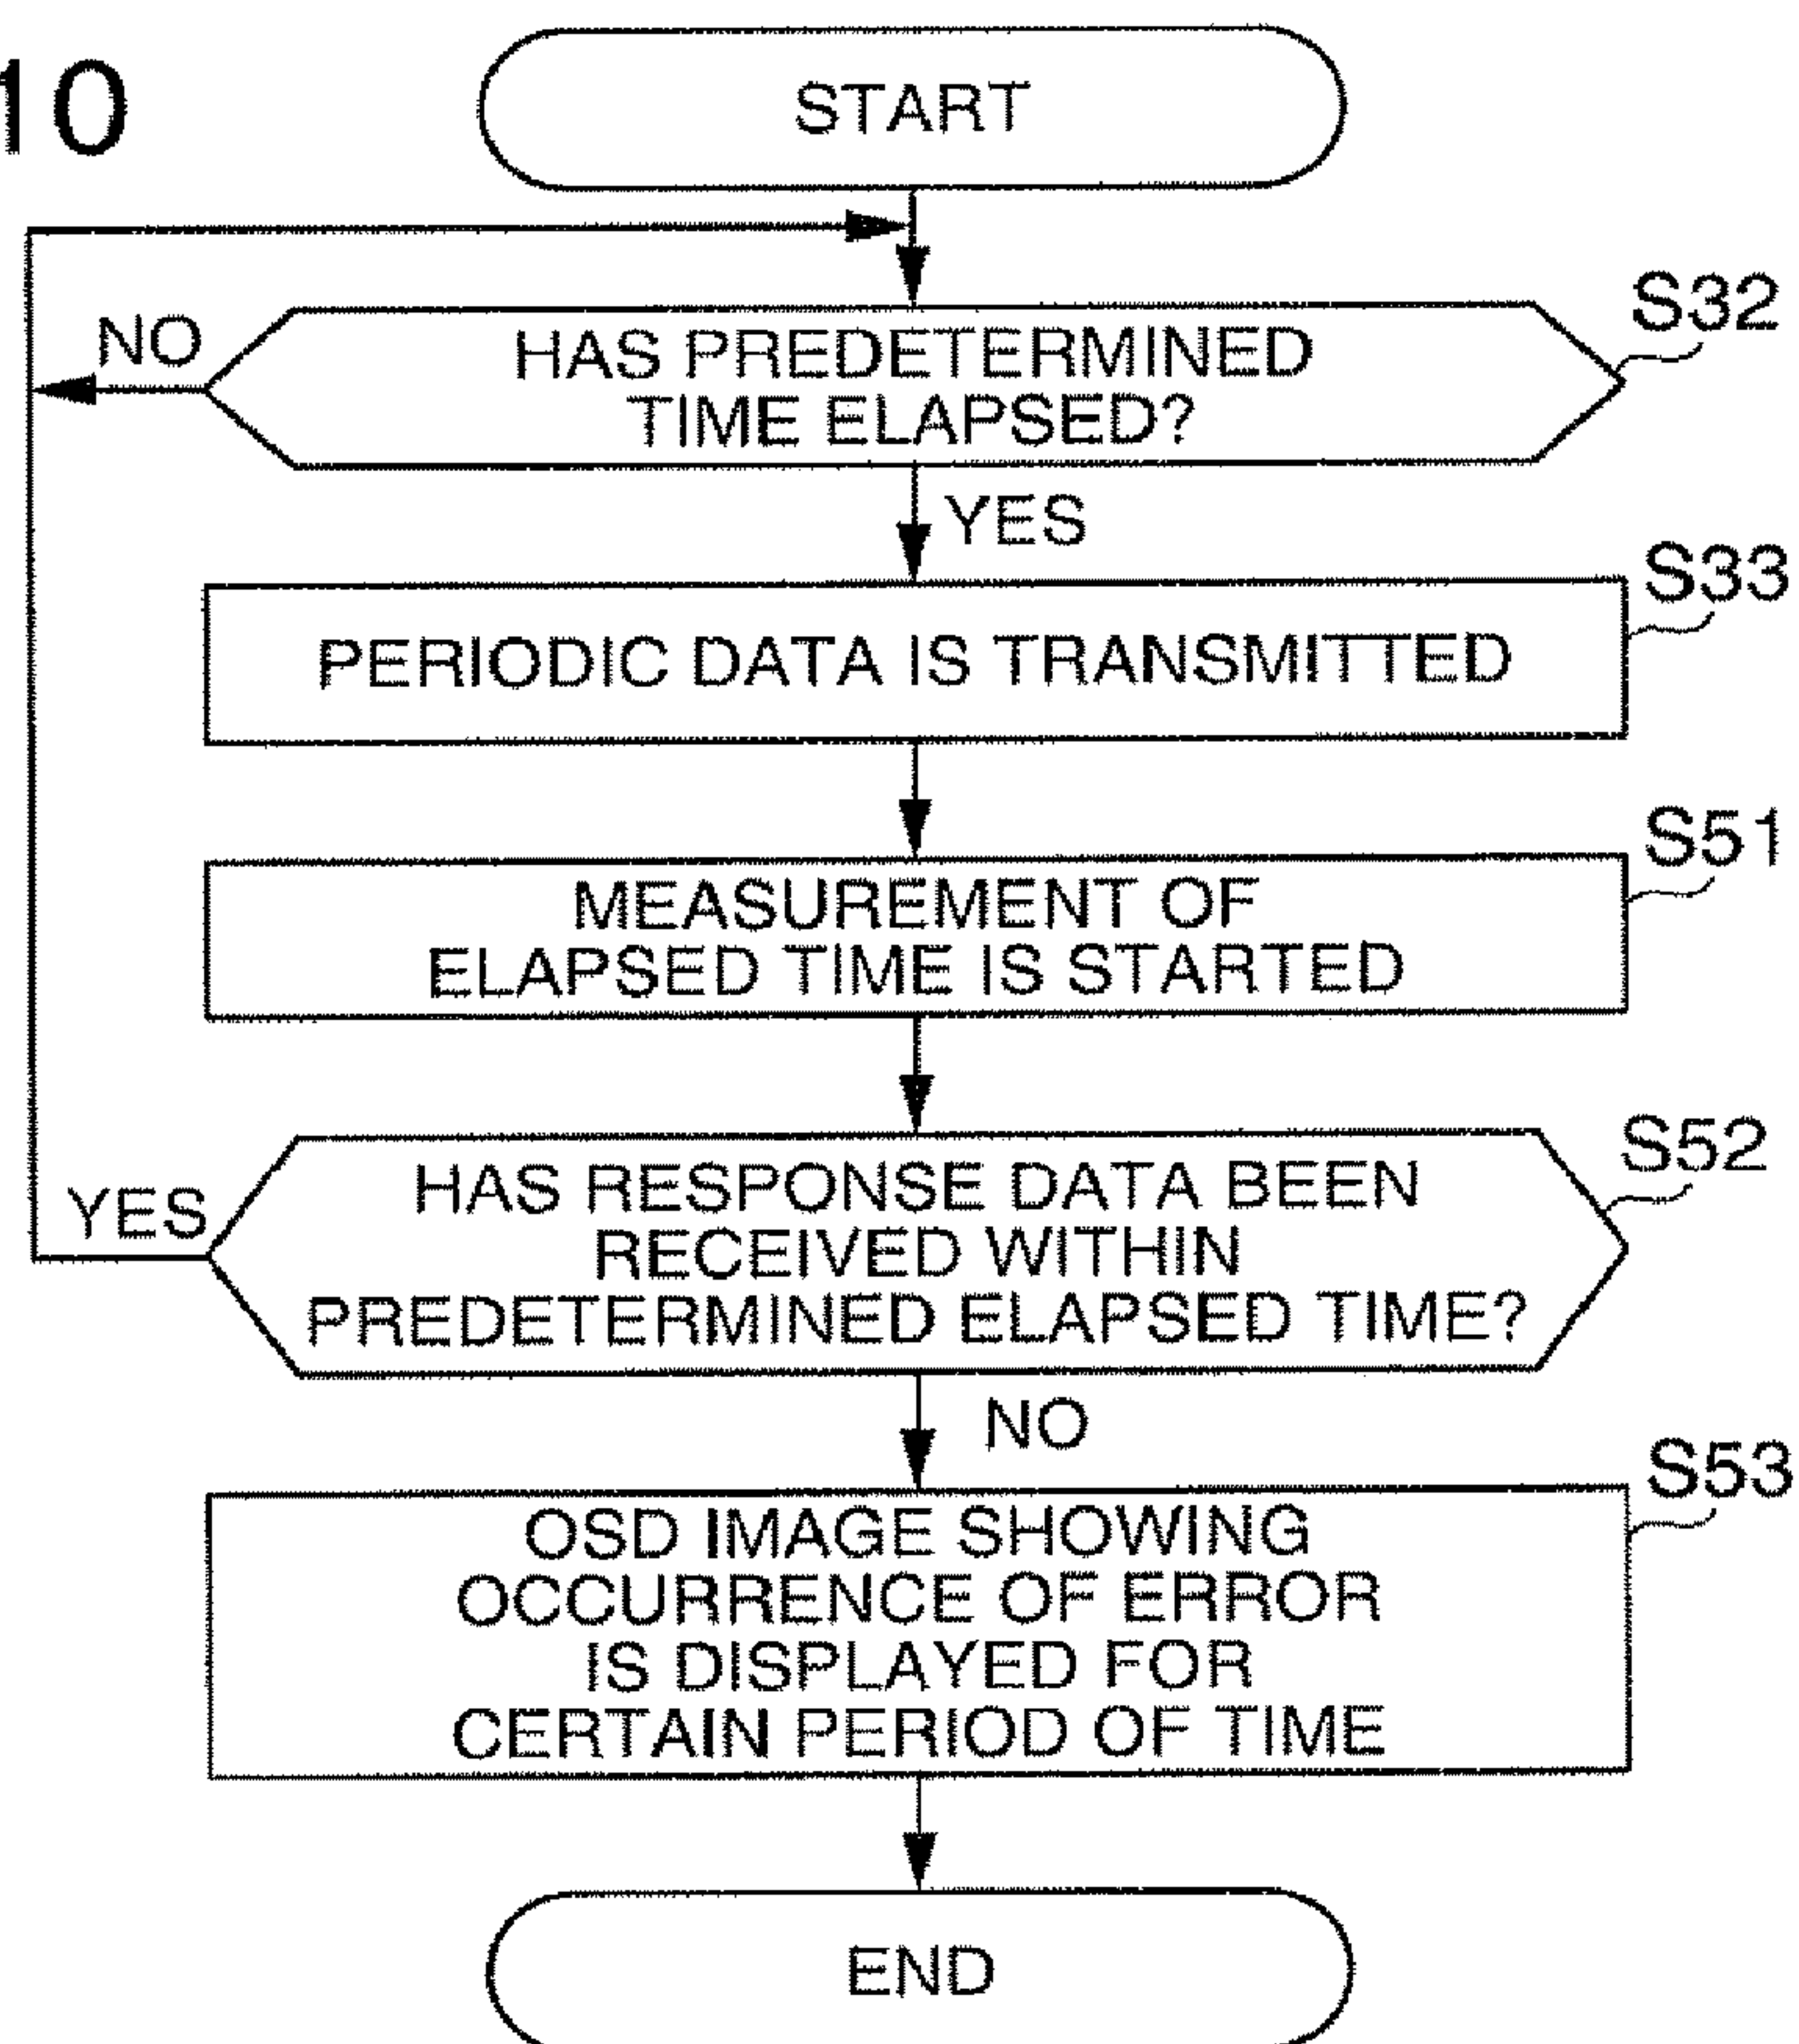 10
START
S32
NO
HAS PREDETERMINED
TIME ELAPSED?
YES
S33
PERIODIC DATA IS TRANSMITTED
S51
MEASUREMENT OF
ELAPSED TIME IS STARTED
S52
YES
HAS RESPONSE DATA BEEN
RECEIVED WITHIN
PREDETERMINED ELAPSED TIME?
NO
S53
OSD IMAGE SHOWING
OCCURRENCE OF ERROR
IS DISPLAYED FOR
CERTAIN PERIOD OF TIME
END